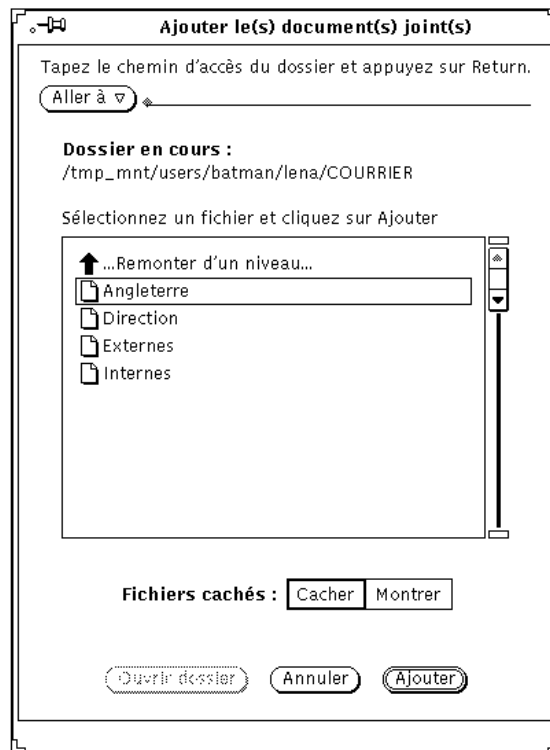 Ajouter le(s) document(s) joint(s)
Tapez le chemin d'accès du dossier et appuyez sur Return.
Aller à
Dossier en cours :
/tmp_mnt/users/batman/lena/COURRIER
Sélectionnez un fichier et cliquez sur Ajouter
...Remonter d'un niveau...
Angleterre
Direction
Externes
Internes
Fichiers cachés : Cacher Montrer
Ouvrir dossier Annuler Ajouter